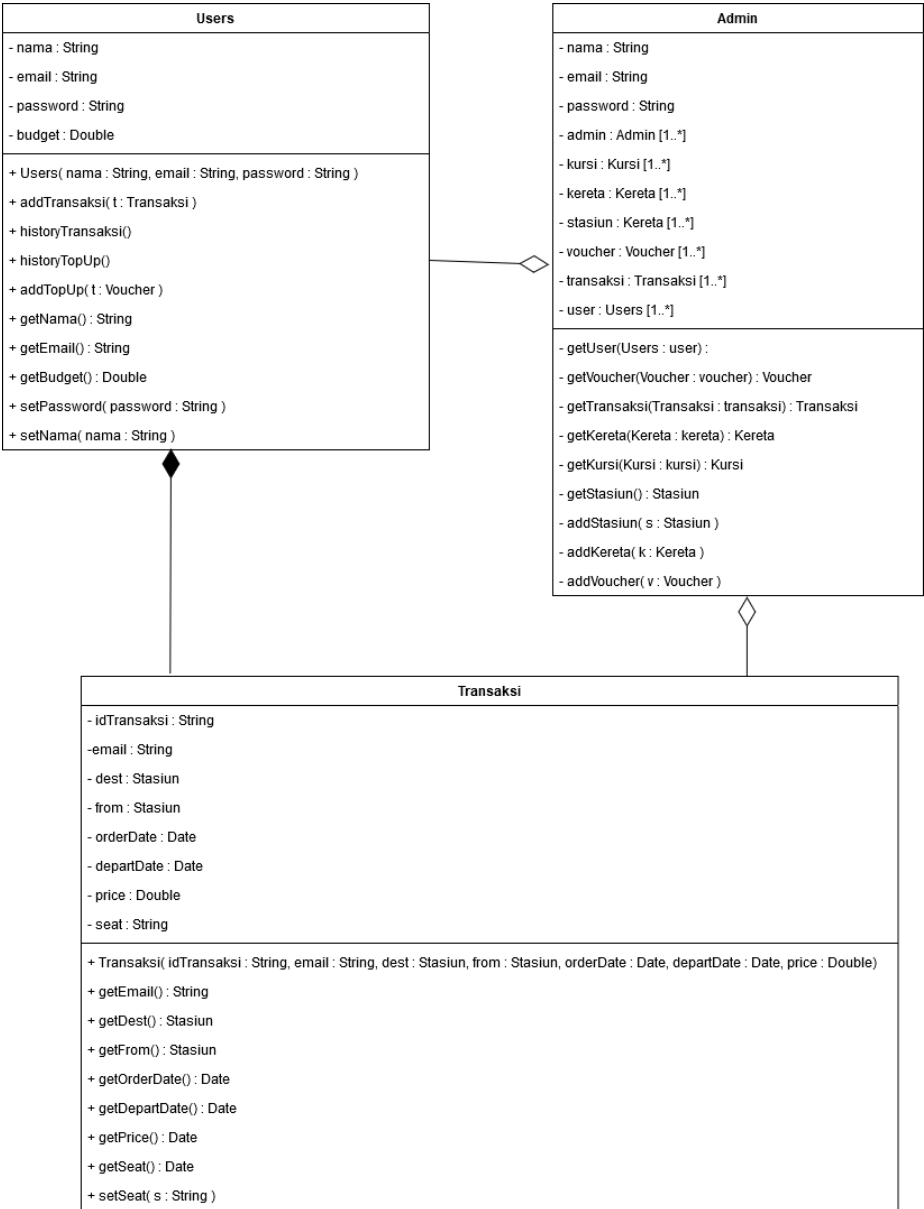 Users
- nama : String
- email : String
- password : String
- budget : Double
+ Users( nama : String, email : String, password : String )
+ addTransaksi( t : Transaksi )
+ historyTransaksi()
+ historyTopUp()
+ addTopUp( t : Voucher )
+ getNama() : String
+ getEmail() : String
+ getBudget() : Double
+ setPassword( password : String )
+ setNama( nama : String )
Admin
- nama : String
- email : String
- password : String
- admin : Admin [1..*]
- kursi : Kursi [1..*]
- kereta : Kereta [1..*]
- stasiun : Kereta [1..*]
- voucher : Voucher [1..*]
- transaksi : Transaksi [1..*]
- user : Users [1..*]
- getUser(Users : user) :
- getVoucher(Voucher : voucher) : Voucher
- getTransaksi(Transaksi : transaksi) : Transaksi
- getKereta(Kereta : kereta) : Kereta
- getKursi(Kursi : kursi) : Kursi
- getStasiun() : Stasiun
- addStasiun( s : Stasiun )
- addKereta( k : Kereta )
- addVoucher( v : Voucher )
Transaksi
- idTransaksi : String
-email : String
- dest : Stasiun
- from : Stasiun
- orderDate : Date
- departDate : Date
- price : Double
- seat : String
+ Transaksi( idTransaksi : String, email : String, dest : Stasiun, from : Stasiun, orderDate : Date, departDate : Date, price : Double)
+ getEmail() : String
+ getDest() : Stasiun
+ getFrom() : Stasiun
+ getOrderDate() : Date
+ getDepartDate() : Date
+ getPrice() : Date
+ getSeat() : Date
+ setSeat( s : String )